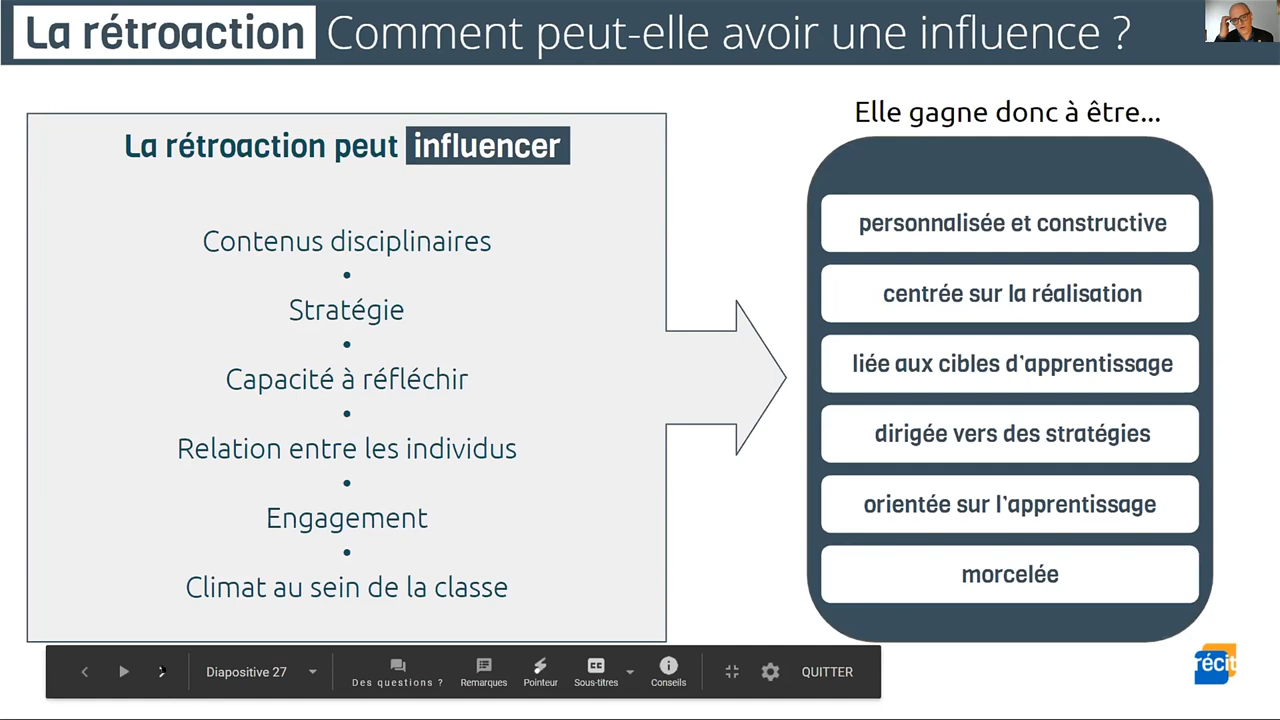 La rétroaction Comment peut-elle avoir une influence ?
La rétroaction peut influencer
Contenus disciplinaires
•
Stratégie
•
Capacité à réfléchir
•
Relation entre les individus
•
Engagement
•
Climat au sein de la classe
Elle gagne donc à être...
personnalisée et constructive
centrée sur la réalisation
liée aux cibles d'apprentissage
dirigée vers des stratégies
orientée sur l'apprentissage
morcelée
Diapositive 27
Des questions ?
Remarques
Pointeur
Sous-titres
Conseils
QUITTER
récit